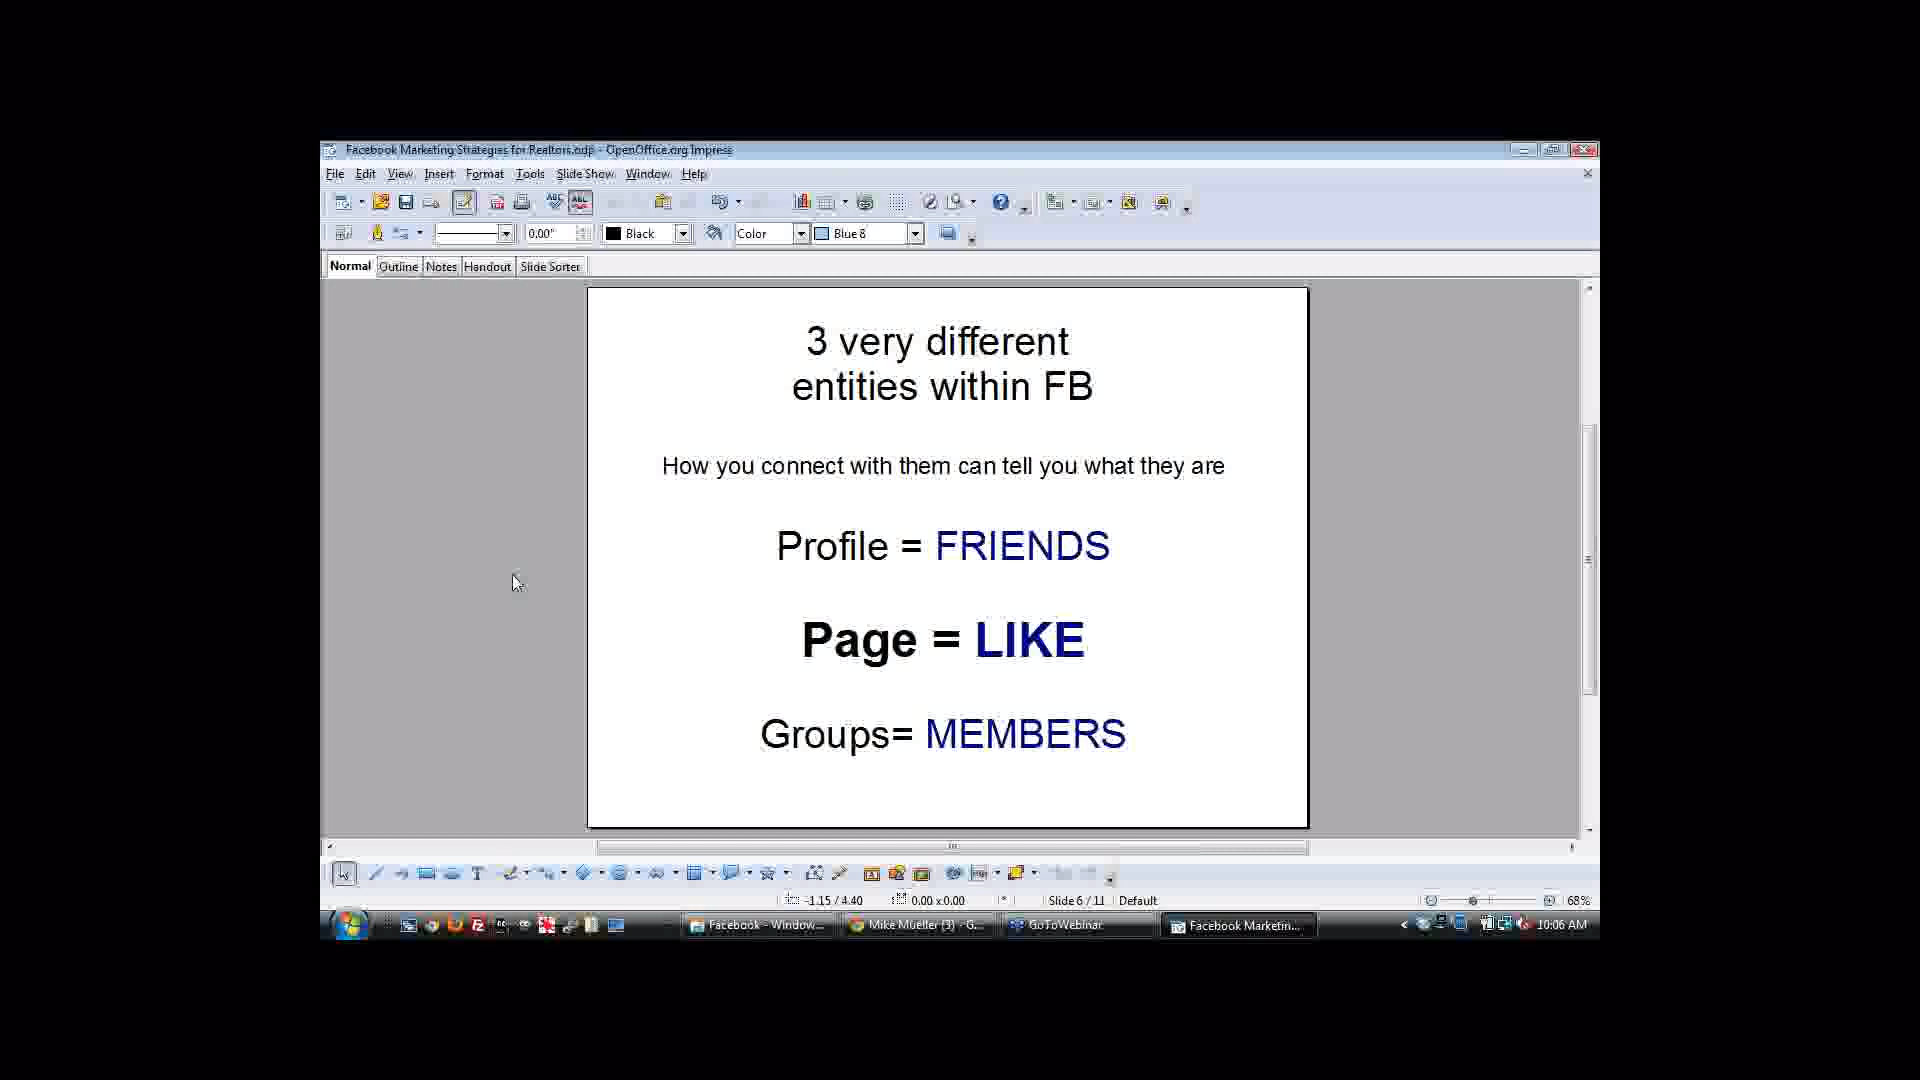 Facebook Marketing Strategies for Realtors.odp - OpenOffice.org Impress
File Edit View Insert Format Tools Slide Show Window Help
0.00" Black Color Blue 8
Normal Outline Notes Handout Slide Sorter
3 very different
entities within FB
How you connect with them can tell you what they are
Profile = FRIENDS
Page = LIKE
Groups= MEMBERS
-1.15 / 4.40 0.00 x 0.00 * Slide 6 / 11 Default 68%
Facebook - Window... Mike Mueller (3) - G... GoToWebinar Facebook Marketin... 10:06 AM